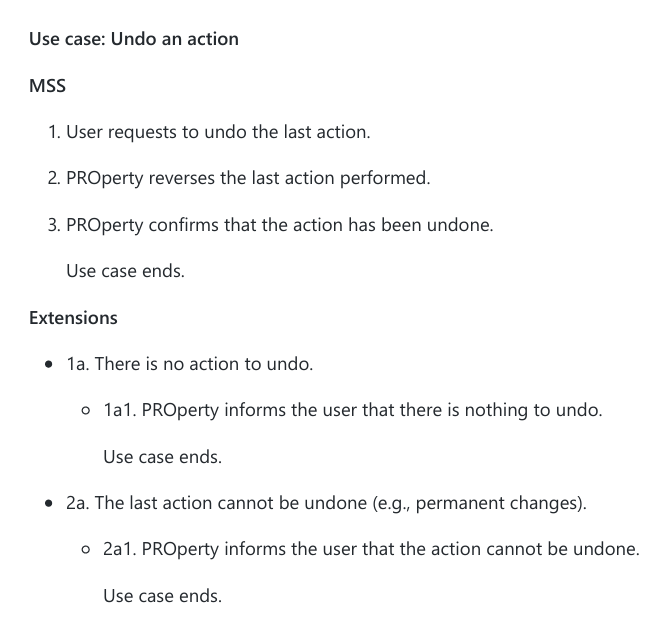 Use case: Undo an action
MSS
1. User requests to undo the last action.
2. PROperty reverses the last action performed.
3. PROperty confirms that the action has been undone.
Use case ends.
Extensions
• 1a. There is no action to undo.
○ 1a1. PROperty informs the user that there is nothing to undo.
Use case ends.
• 2a. The last action cannot be undone (e.g., permanent changes).
○ 2a1. PROperty informs the user that the action cannot be undone.
Use case ends.